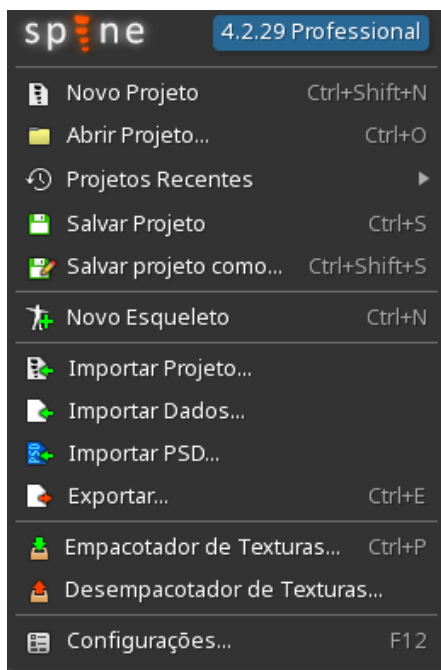 spine 4.2.29 Professional
Novo Projeto Ctrl+Shift+N
Abrir Projeto... Ctrl+O
Projetos Recentes
Salvar Projeto Ctrl+S
Salvar projeto como... Ctrl+Shift+S
Novo Esqueleto Ctrl+N
Importar Projeto...
Importar Dados...
PSD Importar PSD...
Exportar... Ctrl+E
Empacotador de Texturas... Ctrl+P
Desempacotador de Texturas...
Configurações... F12